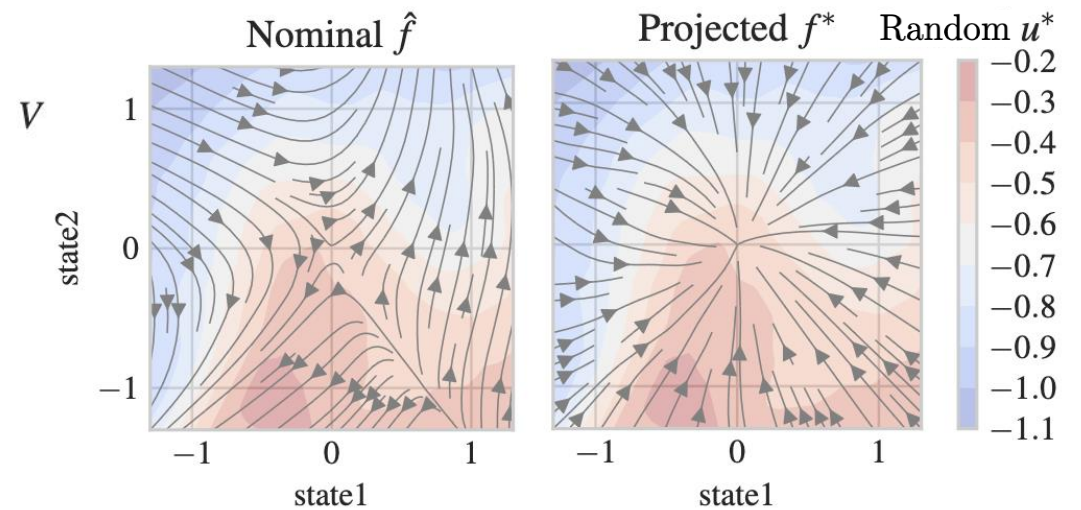 Nominal f̂
Projected f*
Random u*
V
state2
1
0
−1
−1 0 1
state1
−1 0 1
state1
−0.2
−0.3
−0.4
−0.5
−0.6
−0.7
−0.8
−0.9
−1.0
−1.1